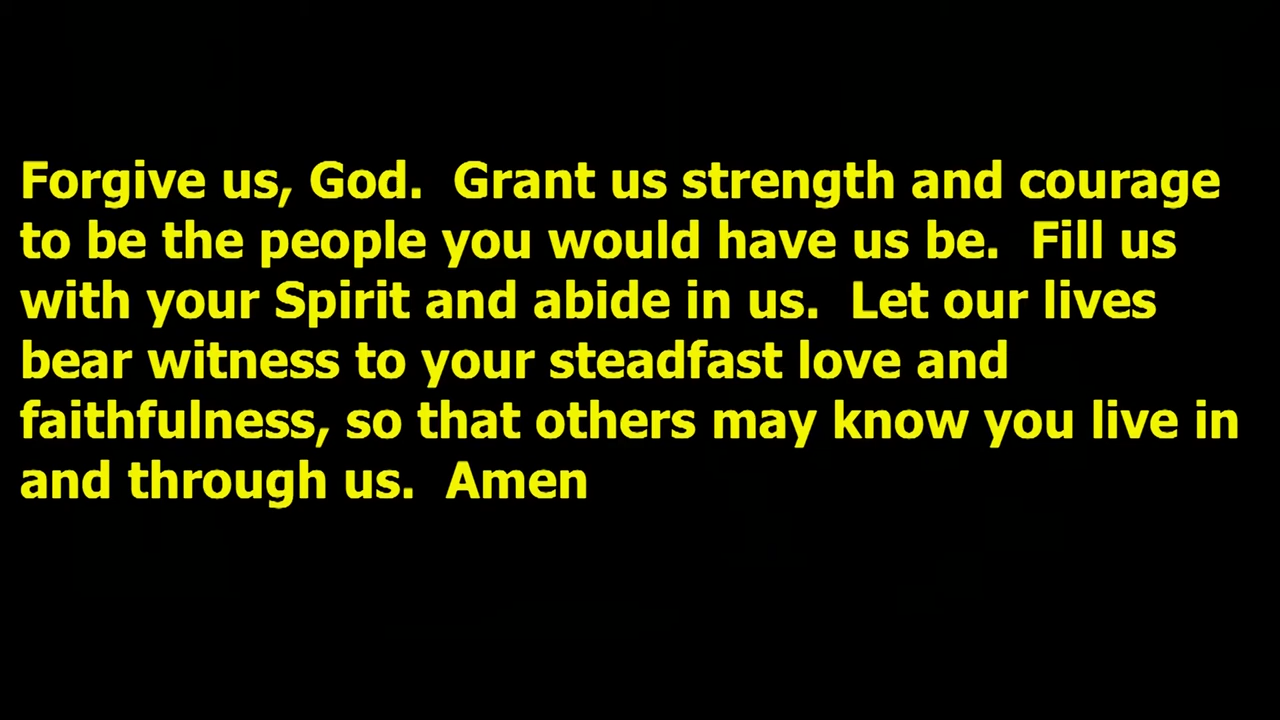 Forgive us, God.  Grant us strength and courage
to be the people you would have us be.  Fill us
with your Spirit and abide in us.  Let our lives
bear witness to your steadfast love and
faithfulness, so that others may know you live in
and through us.  Amen